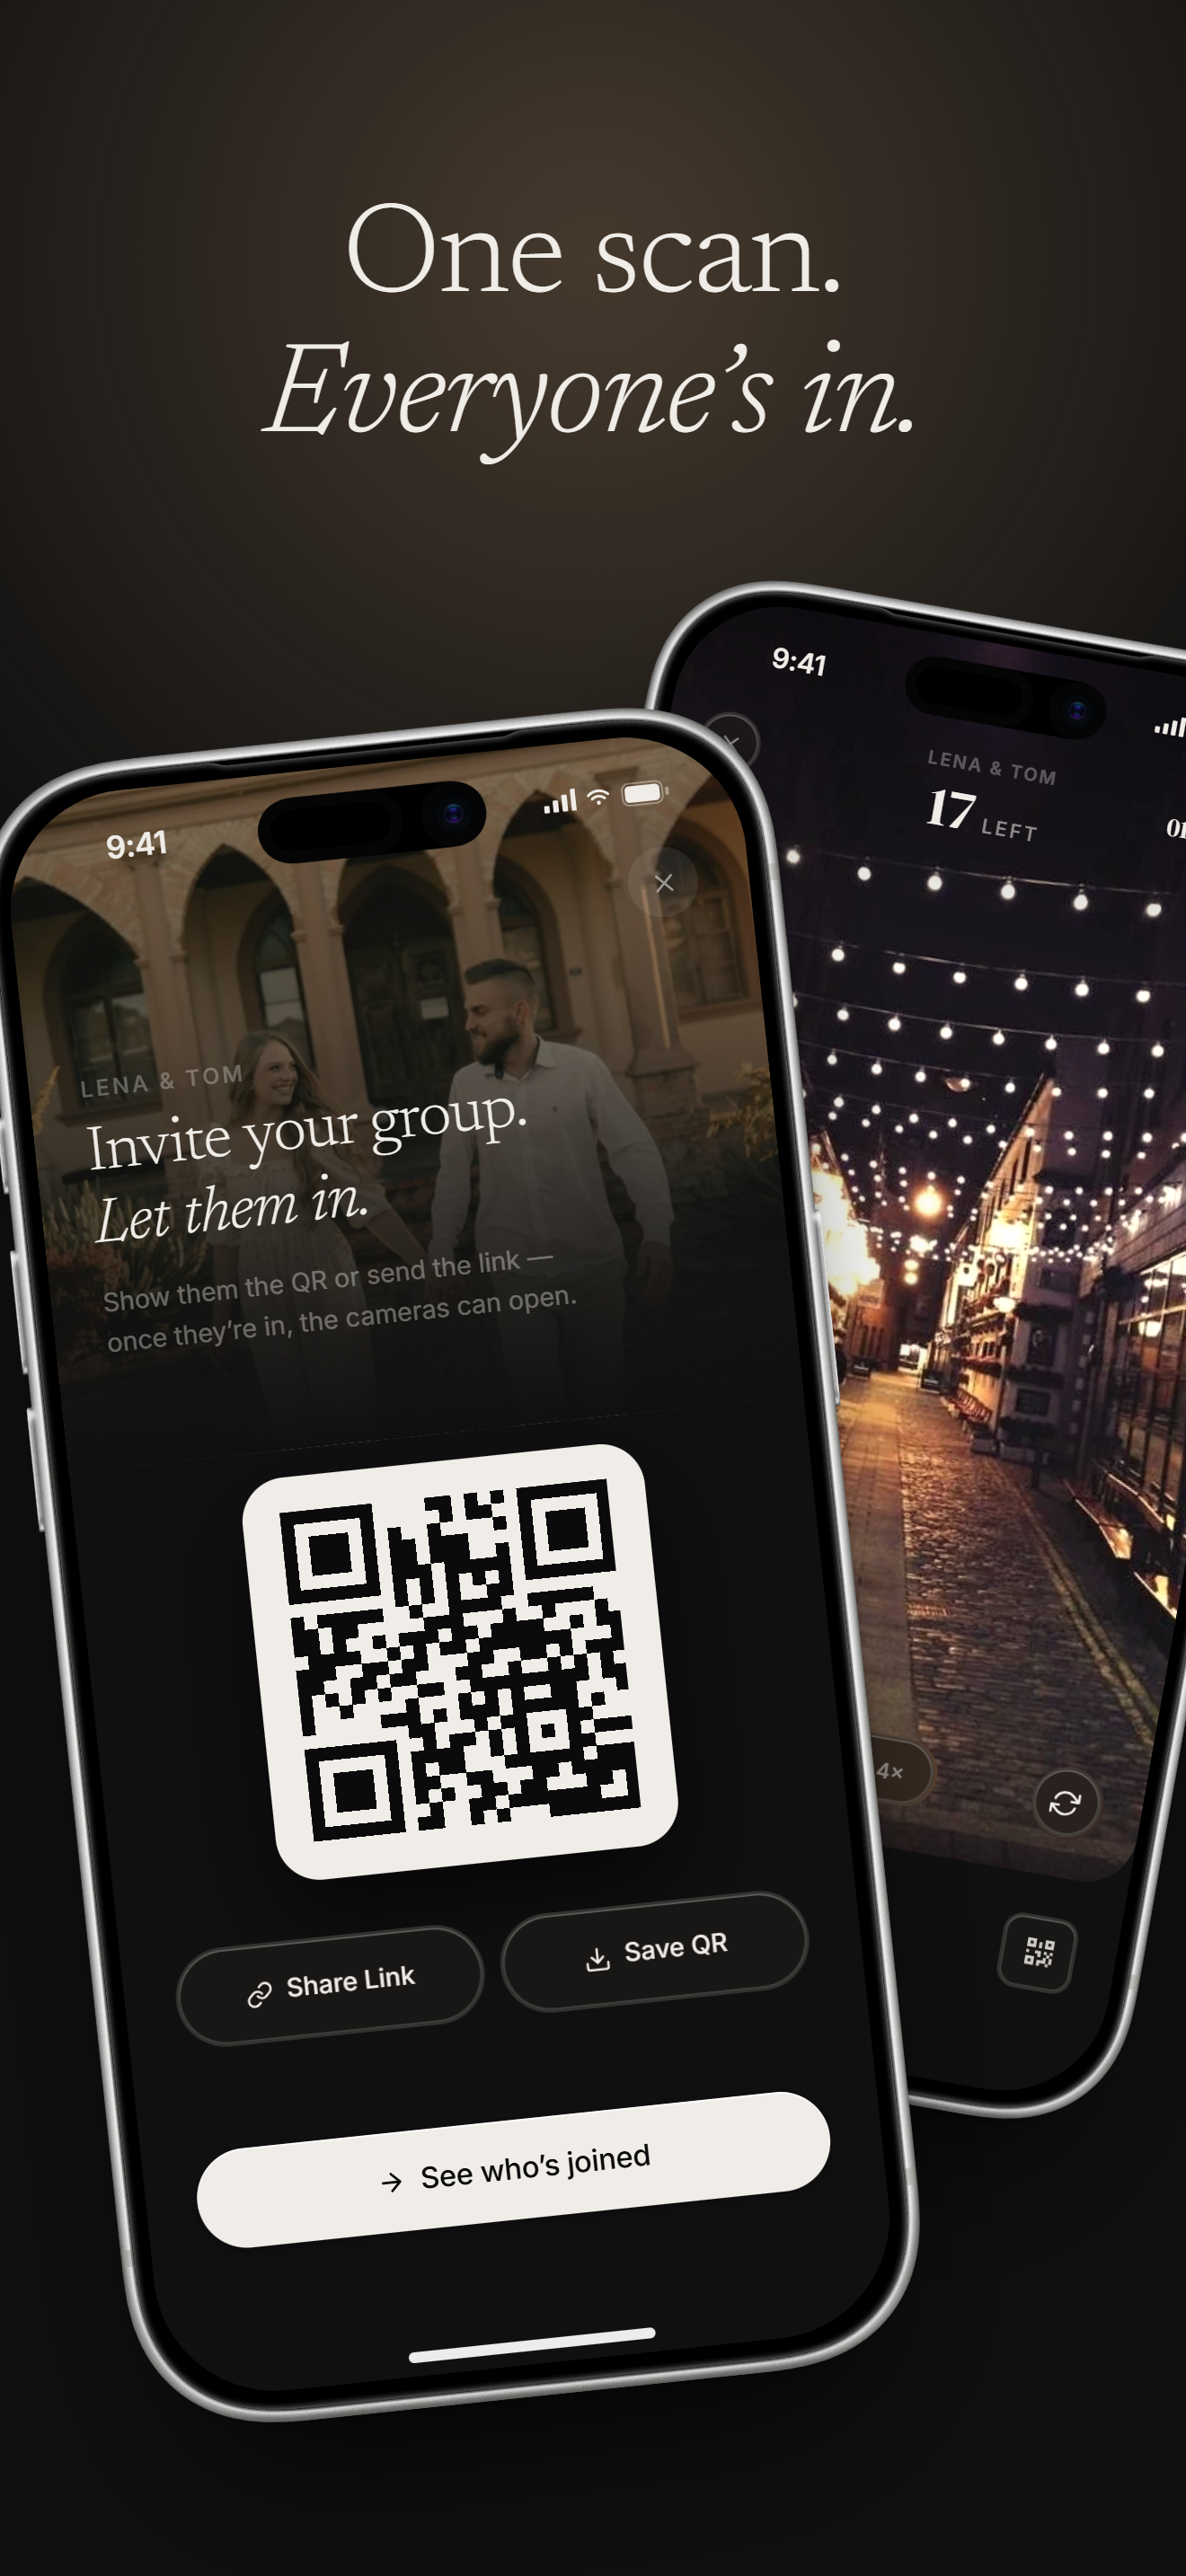 One scan.
Everyone’s in.
9:41
LENA & TOM
17 LEFT
9:41
LENA & TOM
Invite your group.
Let them in.
Show them the QR or send the link —
once they’re in, the cameras can open.
4×
Share Link
Save QR
→ See who’s joined